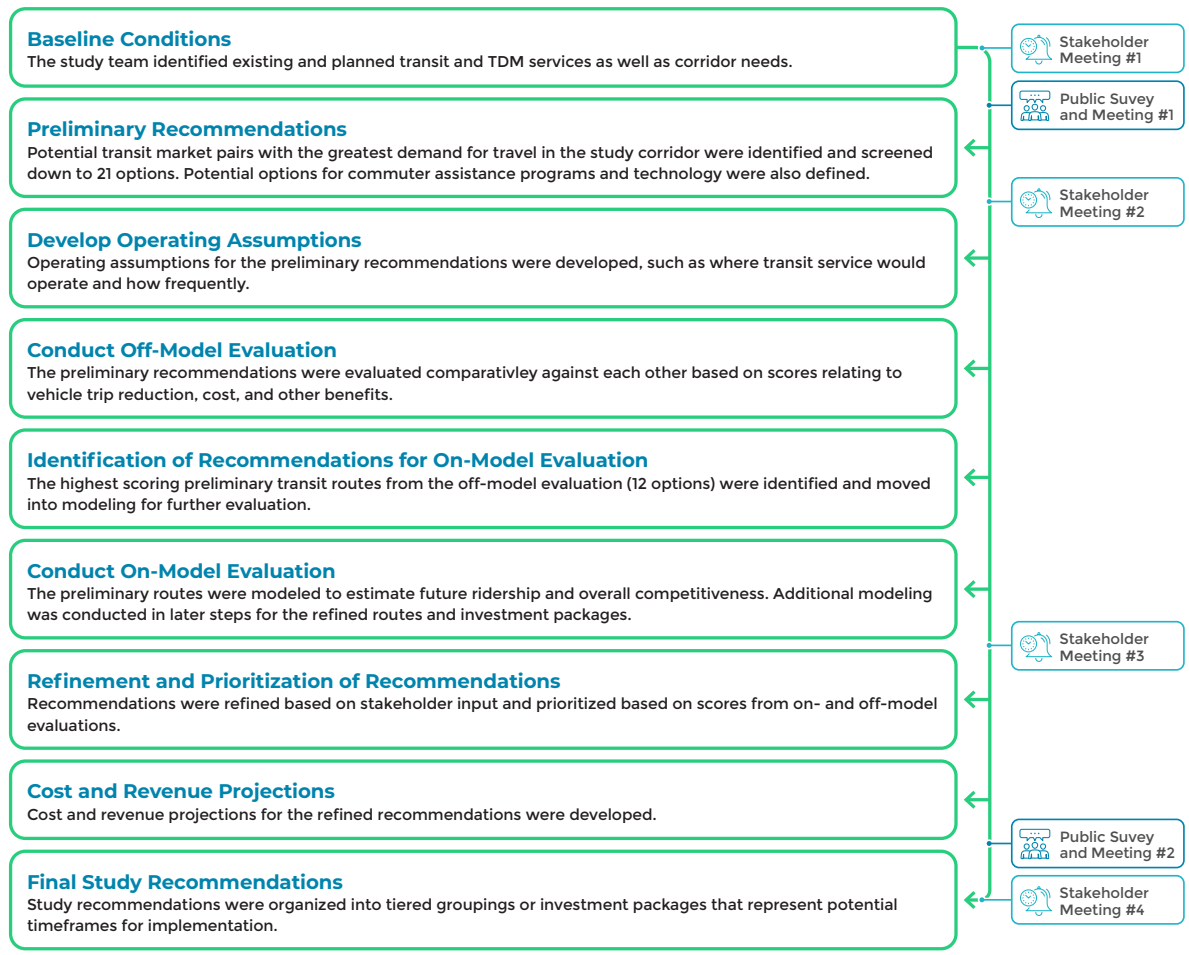 Baseline Conditions
The study team identified existing and planned transit and TDM services as well as corridor needs.
Stakeholder
Meeting #1
Public Suvey
and Meeting #1
Preliminary Recommendations
Potential transit market pairs with the greatest demand for travel in the study corridor were identified and screened
down to 21 options. Potential options for commuter assistance programs and technology were also defined.
Stakeholder
Meeting #2
Develop Operating Assumptions
Operating assumptions for the preliminary recommendations were developed, such as where transit service would
operate and how frequently.
Conduct Off-Model Evaluation
The preliminary recommendations were evaluated comparativley against each other based on scores relating to
vehicle trip reduction, cost, and other benefits.
Identification of Recommendations for On-Model Evaluation
The highest scoring preliminary transit routes from the off-model evaluation (12 options) were identified and moved
into modeling for further evaluation.
Conduct On-Model Evaluation
The preliminary routes were modeled to estimate future ridership and overall competitiveness. Additional modeling
was conducted in later steps for the refined routes and investment packages.
Stakeholder
Meeting #3
Refinement and Prioritization of Recommendations
Recommendations were refined based on stakeholder input and prioritized based on scores from on- and off-model
evaluations.
Cost and Revenue Projections
Cost and revenue projections for the refined recommendations were developed.
Public Suvey
and Meeting #2
Final Study Recommendations
Study recommendations were organized into tiered groupings or investment packages that represent potential
timeframes for implementation.
Stakeholder
Meeting #4